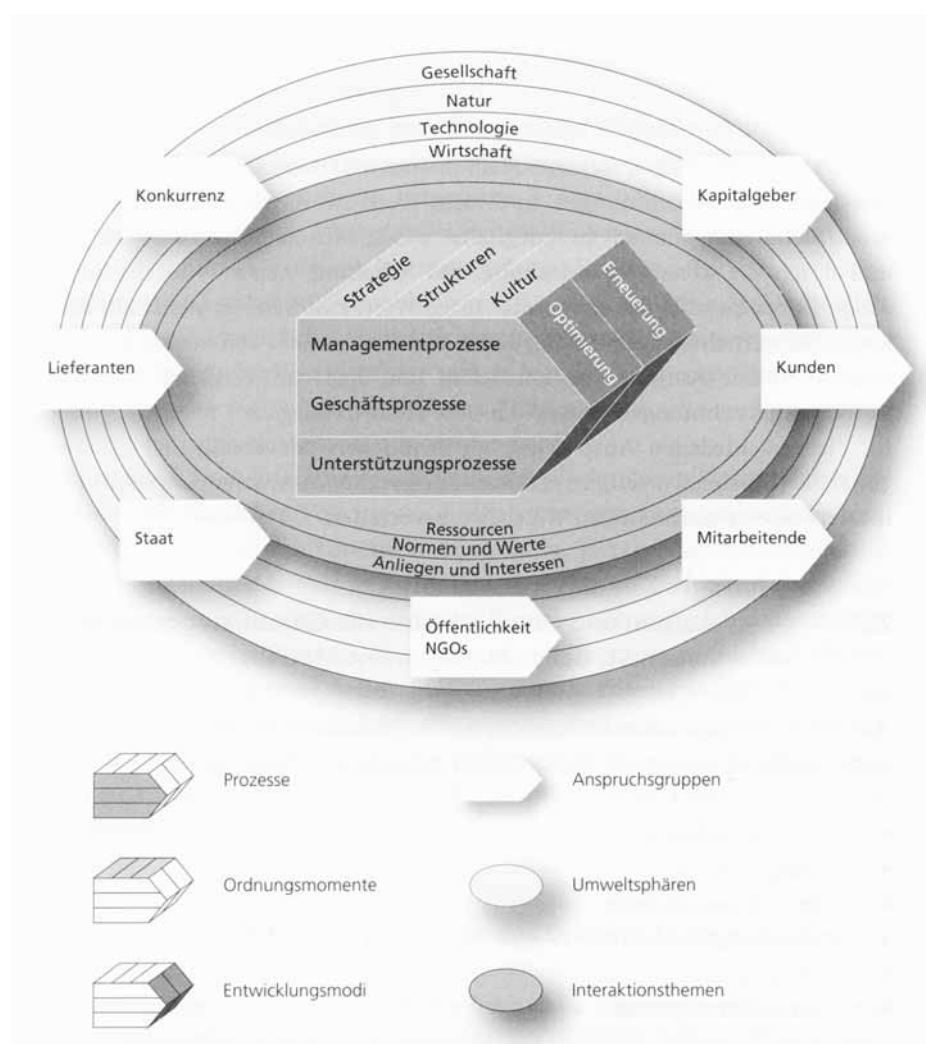 Gesellschaft
Natur
Technologie
Wirtschaft
Konkurrenz
Kapitalgeber
Strategie
Strukturen
Kultur
Optimierung
Erneuerung
Managementprozesse
Lieferanten
Kunden
Geschäftsprozesse
Unterstützungsprozesse
Staat
Ressourcen
Normen und Werte
Anliegen und Interessen
Mitarbeitende
Öffentlichkeit
NGOs
Prozesse
Anspruchsgruppen
Ordnungsmomente
Umweltsphären
Entwicklungsmodi
Interaktionsthemen